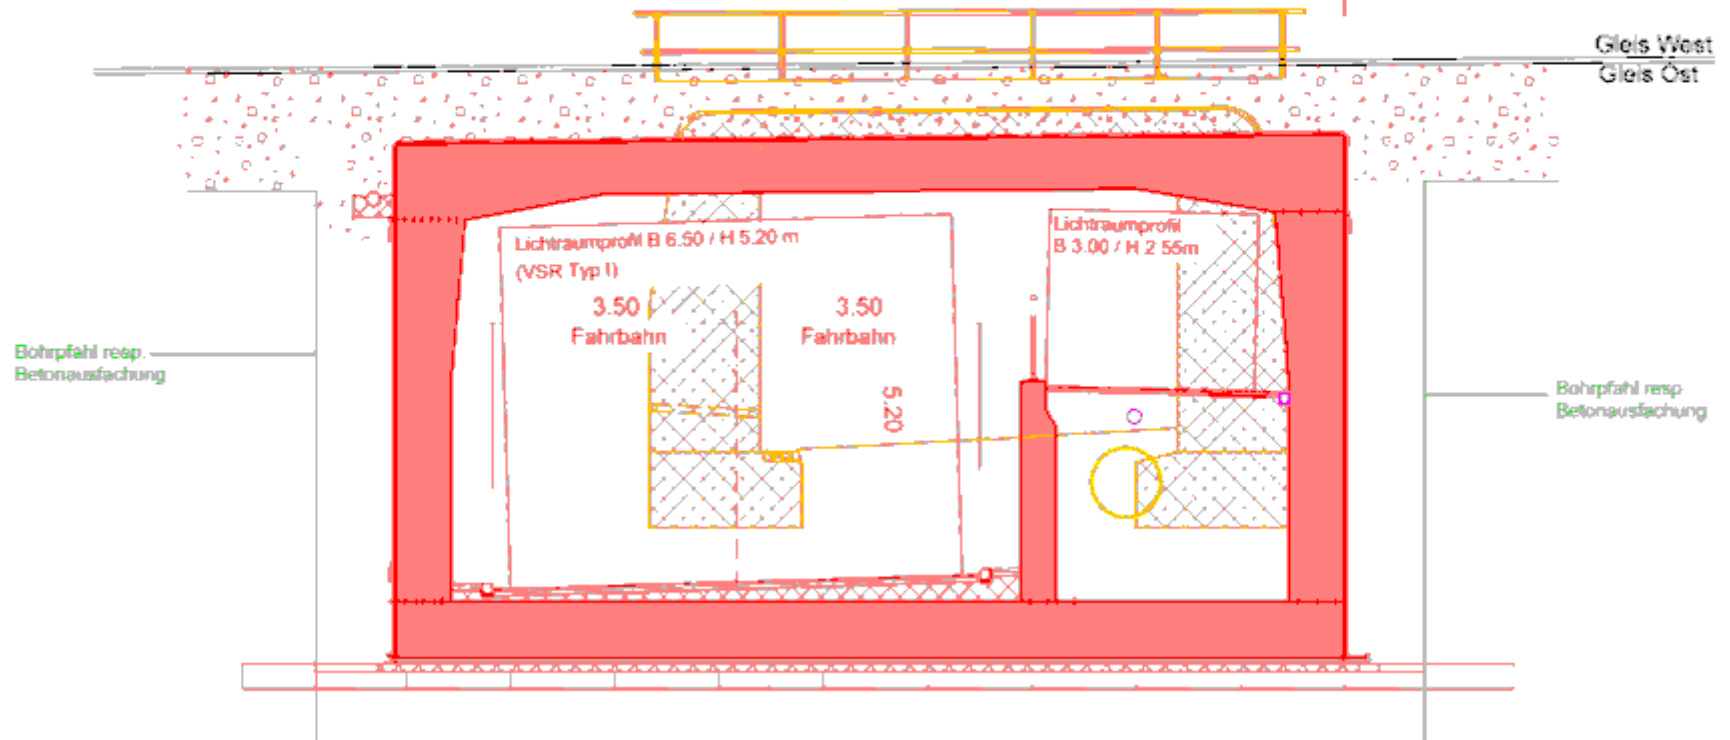 Gleis West
Gleis Ost
Lichtraumprofil B 6.50 / H 5.20 m
(VSR Typ I)
Lichtraumprofil
B 3.00 / H 2.55m
3.50
Fahrbahn
3.50
Fahrbahn
5.20
Bohrpfahl resp.
Betonausfachung
Bohrpfahl resp
Betonausfachung